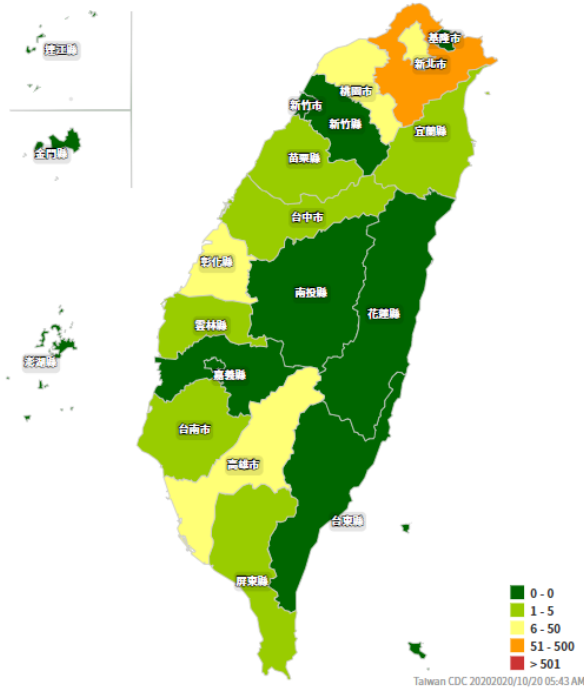 連江縣
基隆市
新北市
桃園市
新竹市
新竹縣
宜蘭縣
金門縣
苗栗縣
台中市
彰化縣
南投縣
花蓮縣
雲林縣
澎湖縣
嘉義縣
台南市
高雄市
台東縣
屏東縣
0 - 0
1 - 5
6 - 50
51 - 500
> 501
Taiwan CDC 20202020/10/20 05:43 AM